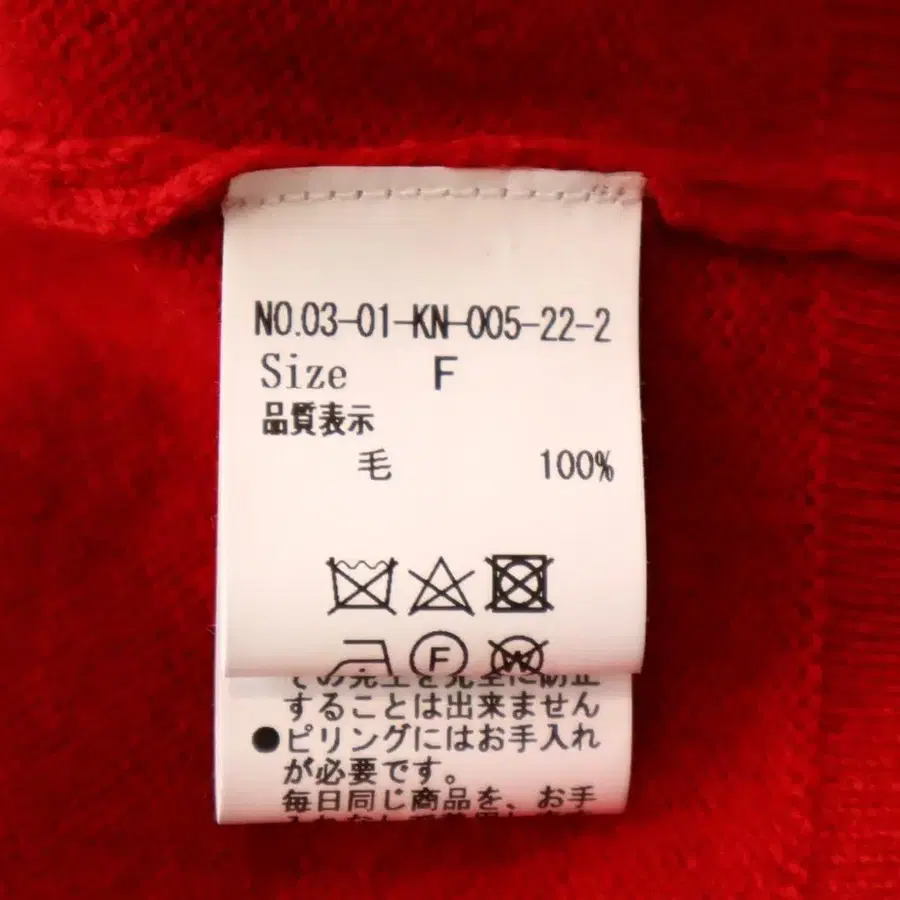 NO.03-01-KN-005-22-2
Size F
品質表示
毛 100%
F
W
することは出来ません
●ピリングにはお手入れ
が必要です。
毎日同じ商品を、お手